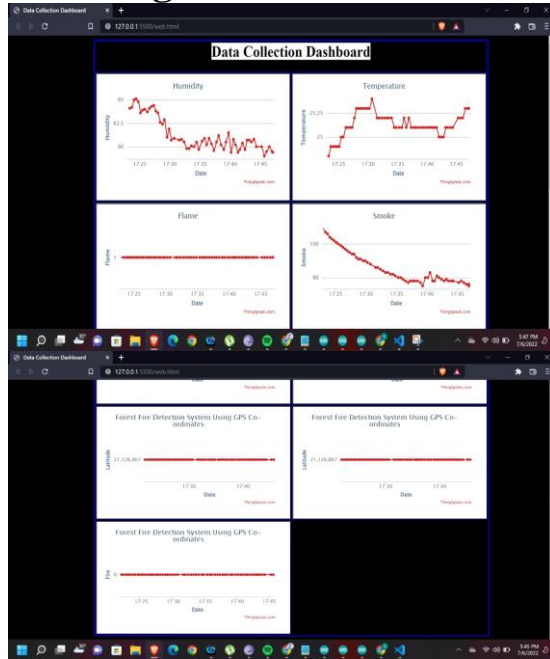 Data Collection Dashboard
127.0.0.1:5500/web.html
Data Collection Dashboard
Humidity
Humidity
65
62.5
60
17:25 17:30 17:35 17:40 17:45
Date
ThingSpeak.com
Temperature
Temperature
25.25
25
17:25 17:30 17:35 17:40 17:45
Date
ThingSpeak.com
Flame
Flame
1
17:25 17:30 17:35 17:40 17:45
Date
ThingSpeak.com
Smoke
Smoke
100
80
17:25 17:30 17:35 17:40 17:45
Date
ThingSpeak.com
5:47 PM
7/6/2022
Data Collection Dashboard
127.0.0.1:5500/web.html
Date
ThingSpeak.com
Date
ThingSpeak.com
Forest Fire Detection System Using GPS Co-
ordinates
Latitude
17:30 17:40
Date
ThingSpeak.com
Forest Fire Detection System Using GPS Co-
ordinates
Latitude
17:30 17:40
Date
ThingSpeak.com
Forest Fire Detection System Using GPS Co-
ordinates
Fire
0
17:25 17:30 17:35 17:40 17:45
Date
ThingSpeak.com
5:45 PM
7/6/2022